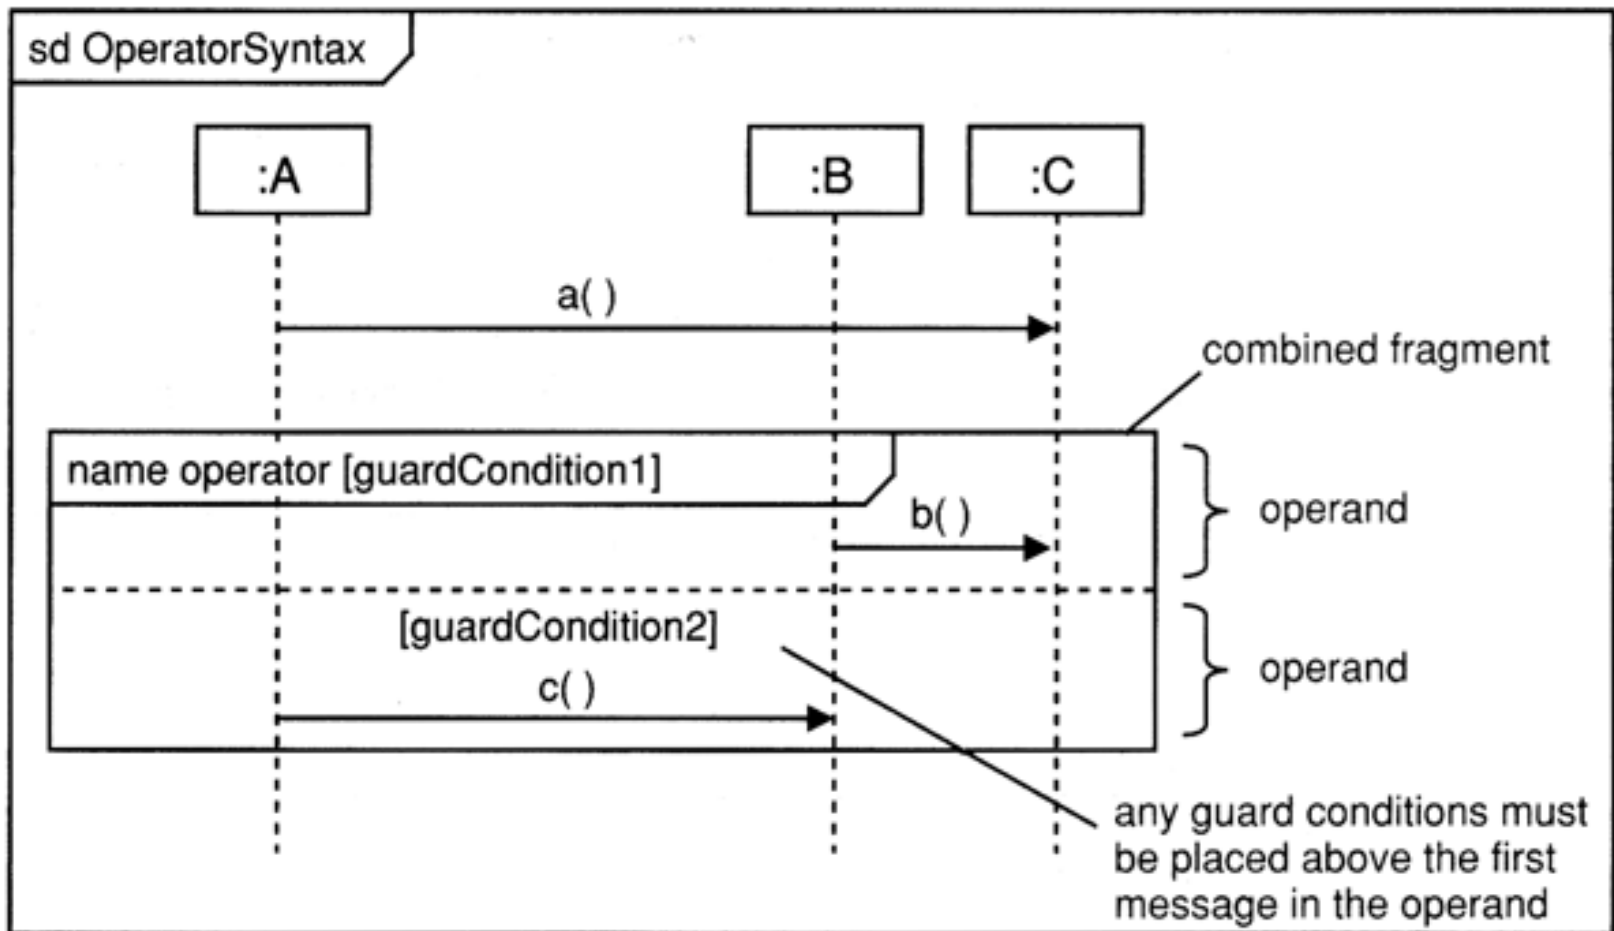 sd OperatorSyntax
:A
:B
:C
a( )
combined fragment
name operator [guardCondition1]
b( )
operand
[guardCondition2]
c( )
operand
any guard conditions must
be placed above the first
message in the operand